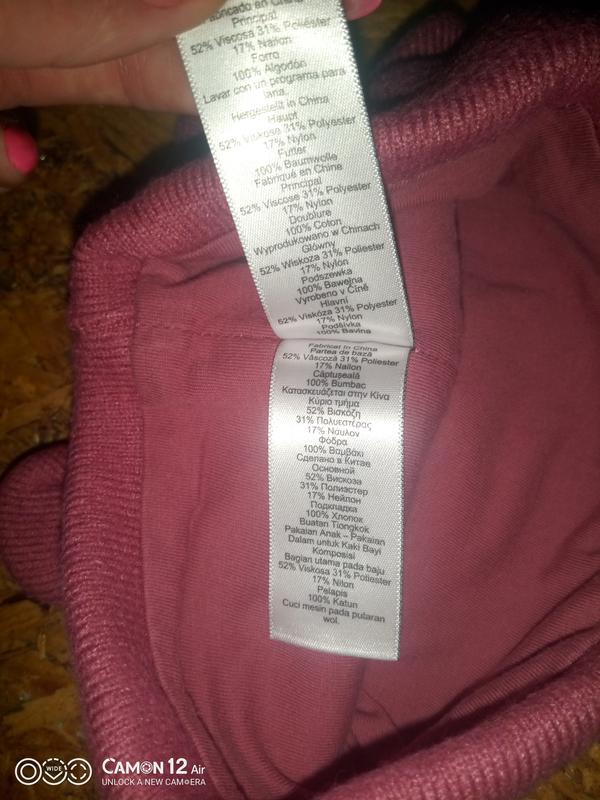 Fabricado en China
Principal
52% Viscosa 31% Poliéster
17% Nailon
Forro
100% Algodón
Lavar con un programa para
lana.
Hergestellt in China
Haupt
52% Viskose 31% Polyester
17% Nylon
Futter
100% Baumwolle
Fabriqué en Chine
Principal
52% Viscose 31% Polyester
17% Nylon
Doublure
100% Coton
Wyprodukowano w Chinach
Główny
52% Wiskoza 31% Poliester
17% Nylon
Podszewka
100% Bawełna
Vyrobeno v Číně
Hlavní
52% Viskóza 31% Polyester
17% Nylon
Podšívka
100% Bavlna
Fabricat în China
Partea de bază
52% Vâscoză 31% Poliester
17% Nailon
Căptușeală
100% Bumbac
Κατασκευάζεται στην Κίνα
Κύριο τμήμα
52% Βισκόζη
31% Πολυεστέρας
17% Νάυλον
Φόδρα
100% Βαμβάκι
Сделано в Китае
Основной
52% Вискоза
31% Полиэстер
17% Нейлон
Подкладка
100% Хлопок
Buatan Tiongkok
Pakaian Anak – Pakaian
Dalam untuk Kaki Bayi
Komposisi
Bagian utama pada baju
52% Viskosa 31% Poliester
17% Nilon
Pelapis
100% Katun
Cuci mesin pada putaran
wol.
WIDE
CAMON 12 Air
UNLOCK A NEW CAMERA